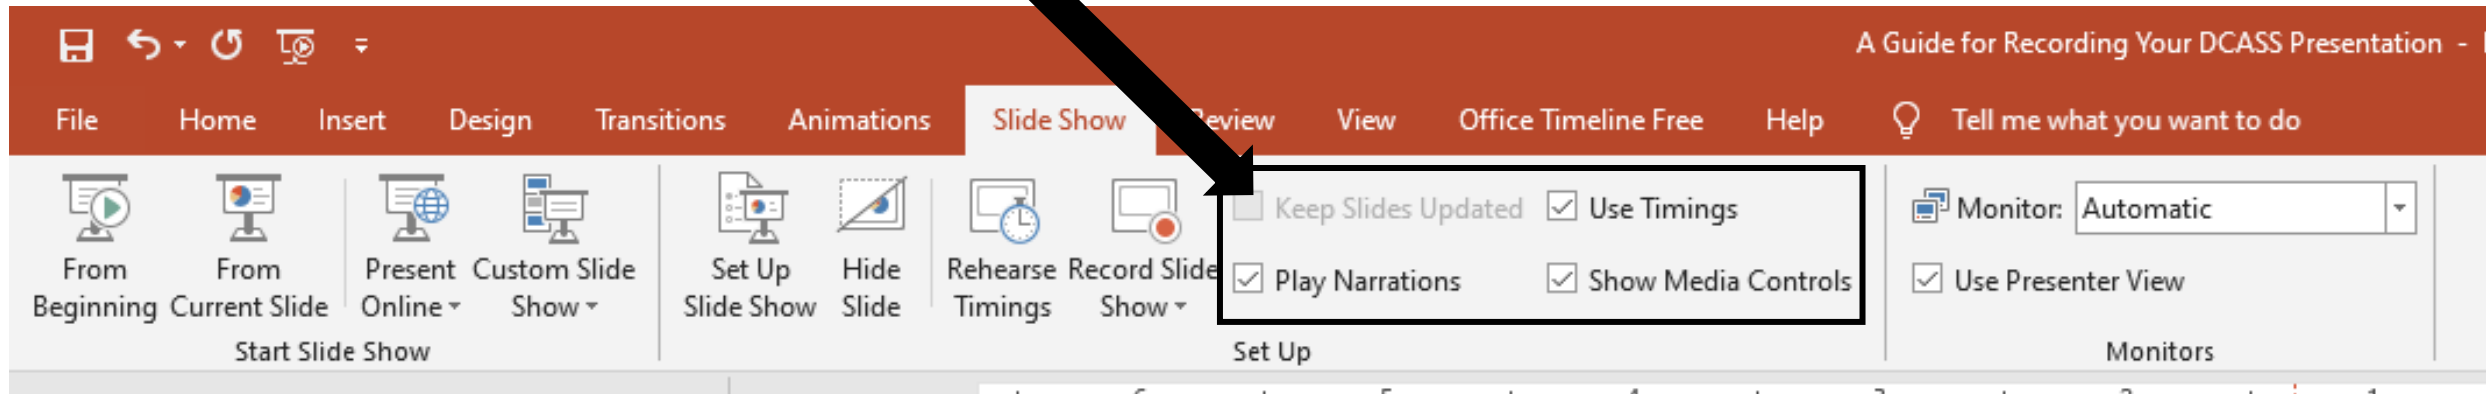 A Guide for Recording Your DCASS Presentation -
File Home Insert Design Transitions Animations Slide Show Review View Office Timeline Free Help Tell me what you want to do
From Beginning
From Current Slide
Present Online
Custom Slide Show
Set Up Slide Show
Hide Slide
Rehearse Timings
Record Slide Show
Keep Slides Updated
Use Timings
Play Narrations
Show Media Controls
Monitor: Automatic
Use Presenter View
Start Slide Show
Set Up
Monitors